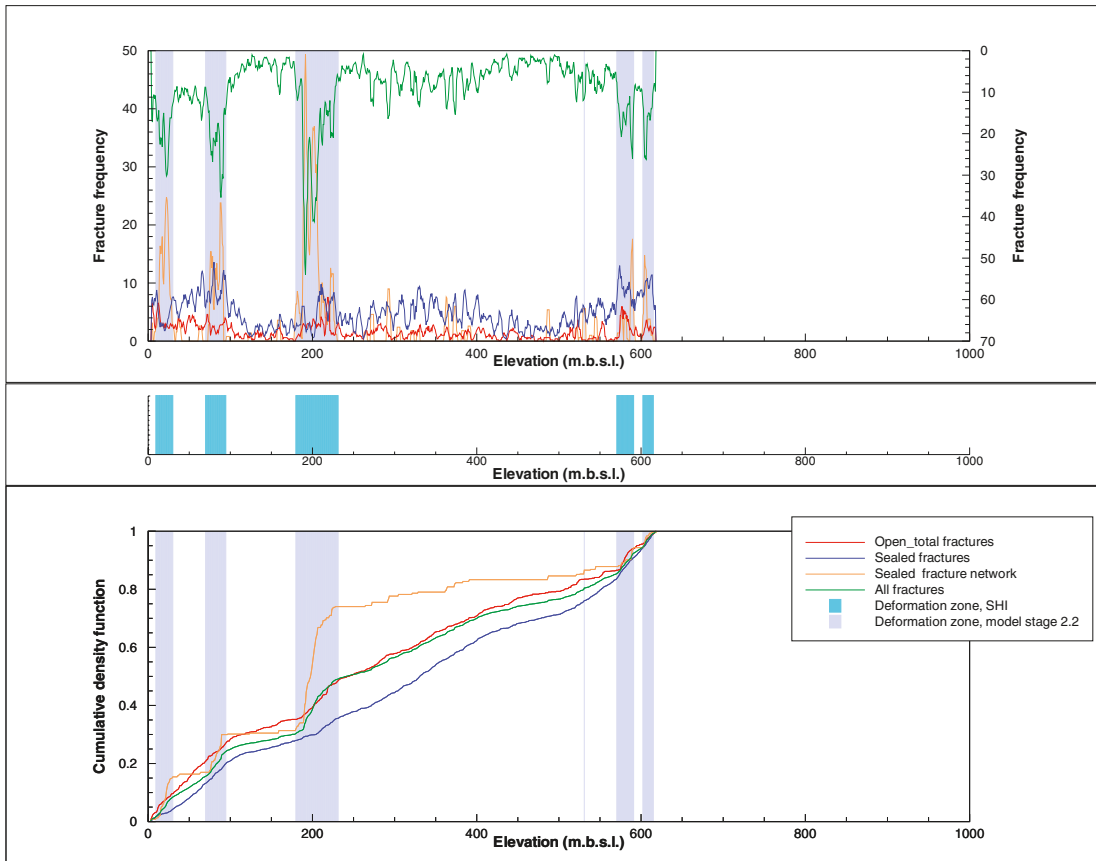 50
40
30
20
10
0
Fracture frequency
0
10
20
30
40
50
60
70
Fracture frequency
0 200 400 600 800 1000
Elevation (m.b.s.l.)
0 200 400 600 800 1000
Elevation (m.b.s.l.)
1
0.8
0.6
0.4
0.2
0
Cumulative density function
0 200 400 600 800 1000
Elevation (m.b.s.l.)
Open_total fractures
Sealed fractures
Sealed fracture network
All fractures
Deformation zone, SHI
Deformation zone, model stage 2.2